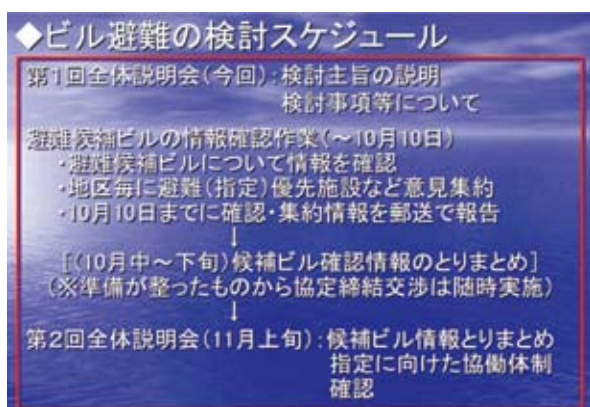 ◆ビル避難の検討スケジュール
第1回全体説明会(今回):検討主旨の説明
検討事項等について
避難候補ビルの情報確認作業(~10月10日)
・避難候補ビルについて情報を確認
・地区毎に避難(指定)優先施設など意見集約
・10月10日までに確認・集約情報を郵送で報告
↓
[(10月中~下旬)候補ビル確認情報のとりまとめ]
(※準備が整ったものから協定締結交渉は随時実施)
↓
第2回全体説明会(11月上旬):候補ビル情報とりまとめ
指定に向けた協働体制
確認